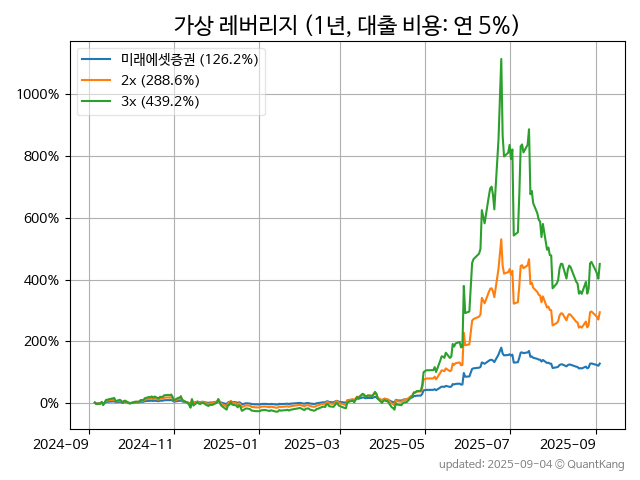 가상 레버리지 (1년, 대출 비용: 연 5%)
미래에셋증권 (126.2%)
2x (288.6%)
3x (439.2%)
1000%
800%
600%
400%
200%
0%
2024-09 2024-11 2025-01 2025-03 2025-05 2025-07 2025-09
updated: 2025-09-04 © QuantKang